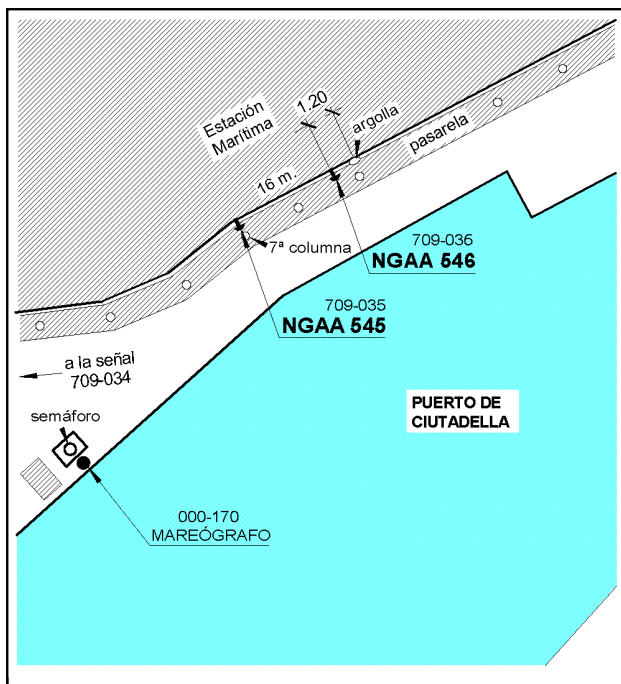 Estación
Marítima
1.20
argolla
pasarela
16 m.
7ª columna
709-036
NGAA 546
709-035
NGAA 545
a la señal
709-034
semáforo
PUERTO DE
CIUTADELLA
000-170
MAREÓGRAFO